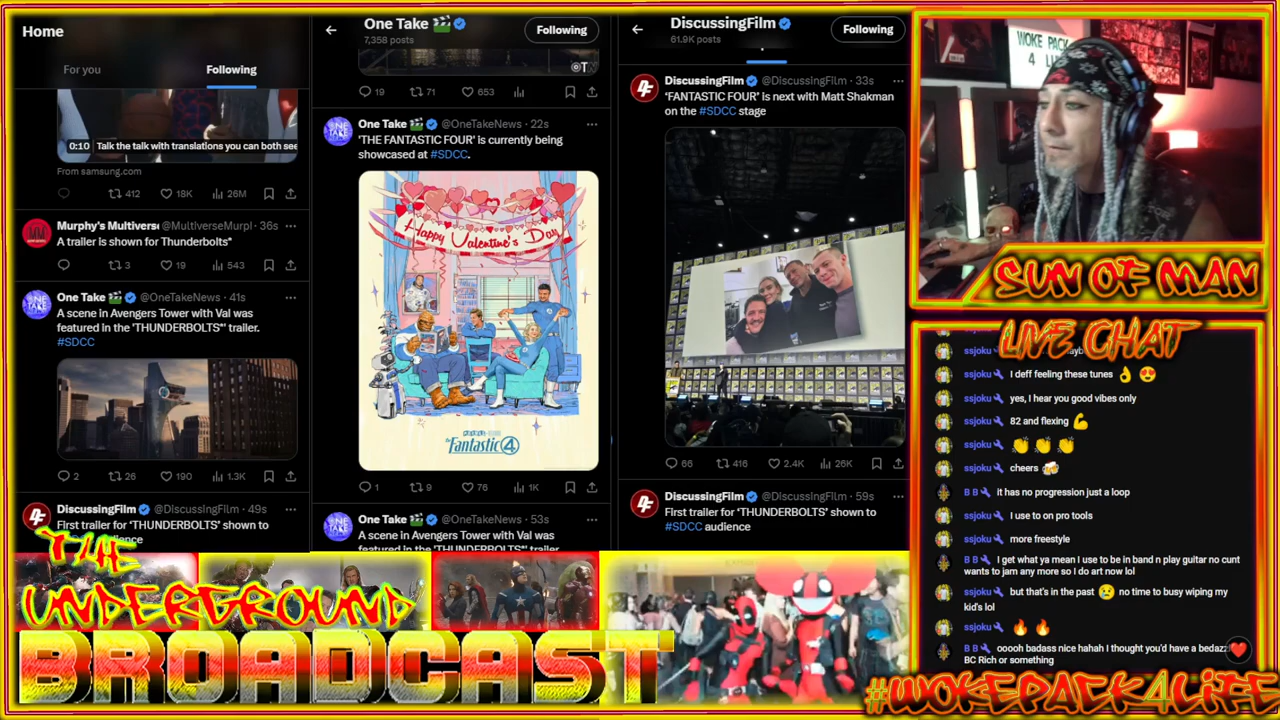 Home
For you
Following
0:10 Talk the talk with translations you can both see
From samsung.com
412
18K
26M
Murphy's Multivers
@MultiverseMurpl · 36s
A trailer is shown for Thunderbolts*
3
19
543
One Take
@OneTakeNews · 41s
A scene in Avengers Tower with Val was
featured in the 'THUNDERBOLTS*' trailer.
#SDCC
2
26
190
1.3K
DiscussingFilm
@DiscussingFilm · 49s
First trailer for 'THUNDERBOLTS' shown to
One Take
7,358 posts
Following
19
71
653
One Take
@OneTakeNews · 22s
'THE FANTASTIC FOUR' is currently being
showcased at #SDCC.
Happy Valentine's Day
the Fantastic 4
1
9
76
1K
One Take
@OneTakeNews · 53s
A scene in Avengers Tower with Val was
featured in the 'THUNDERBOLTS*' trailer
DiscussingFilm
61.9K posts
Following
DiscussingFilm
@DiscussingFilm · 33s
'FANTASTIC FOUR' is next with Matt Shakman
on the #SDCC stage
66
416
2.4K
26K
DiscussingFilm
@DiscussingFilm · 59s
First trailer for 'THUNDERBOLTS' shown to
#SDCC audience
WOKE PACK
4
SUN OF MAN
LIVE CHAT
ssjoku
ssjoku I deff feeling these tunes 👌 😍
ssjoku yes, I hear you good vibes only
ssjoku 82 and flexing 💪
ssjoku 👏 👏 👏
ssjoku cheers 🍻
B B it has no progression just a loop
ssjoku I use to on pro tools
ssjoku more freestyle
B B I get what ya mean I use to be in band n play guitar no cunt
wants to jam any more so I do art now lol
ssjoku but that's in the past 😢 no time to busy wiping my
kid's lol
ssjoku 🔥 🔥
B B ooooh badass nice hahah I thought you'd have a bedazz
BC Rich or something
THE
UNDERGROUND
BROADCAST
#WOKEPACK4LIFE